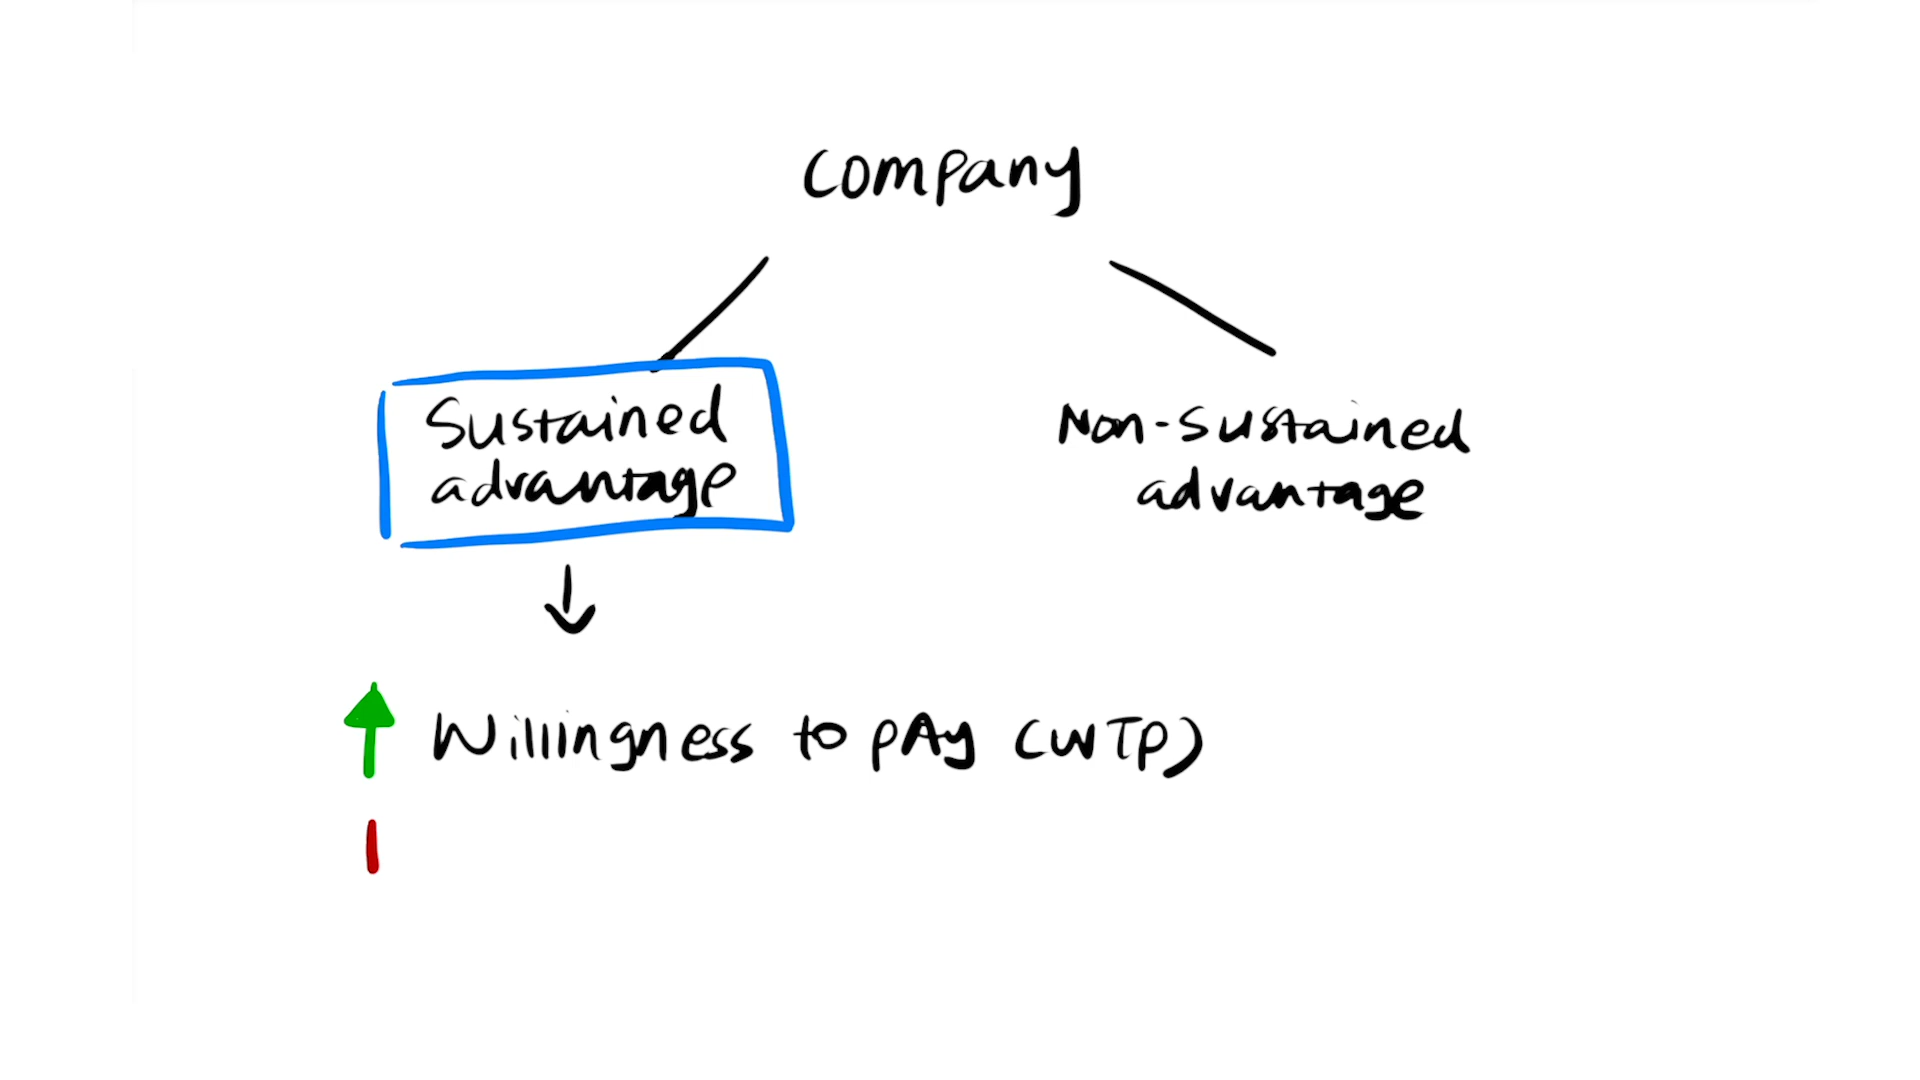 Company
Sustained
advantage
Non-sustained
advantage
Willingness to pAy (WTP)